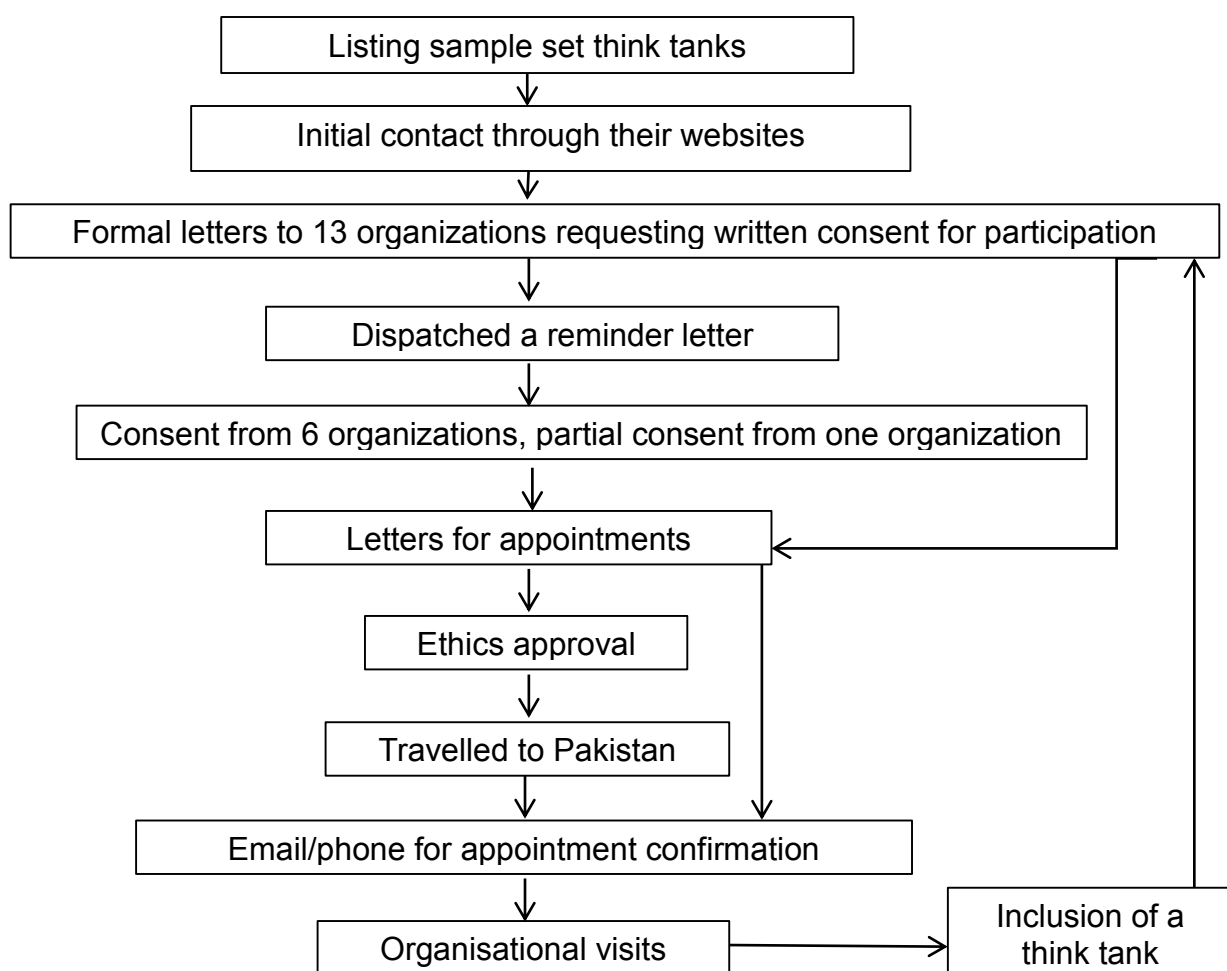 Listing sample set think tanks
Initial contact through their websites
Formal letters to 13 organizations requesting written consent for participation
Dispatched a reminder letter
Consent from 6 organizations, partial consent from one organization
Letters for appointments
Ethics approval
Travelled to Pakistan
Email/phone for appointment confirmation
Organisational visits
Inclusion of a
think tank